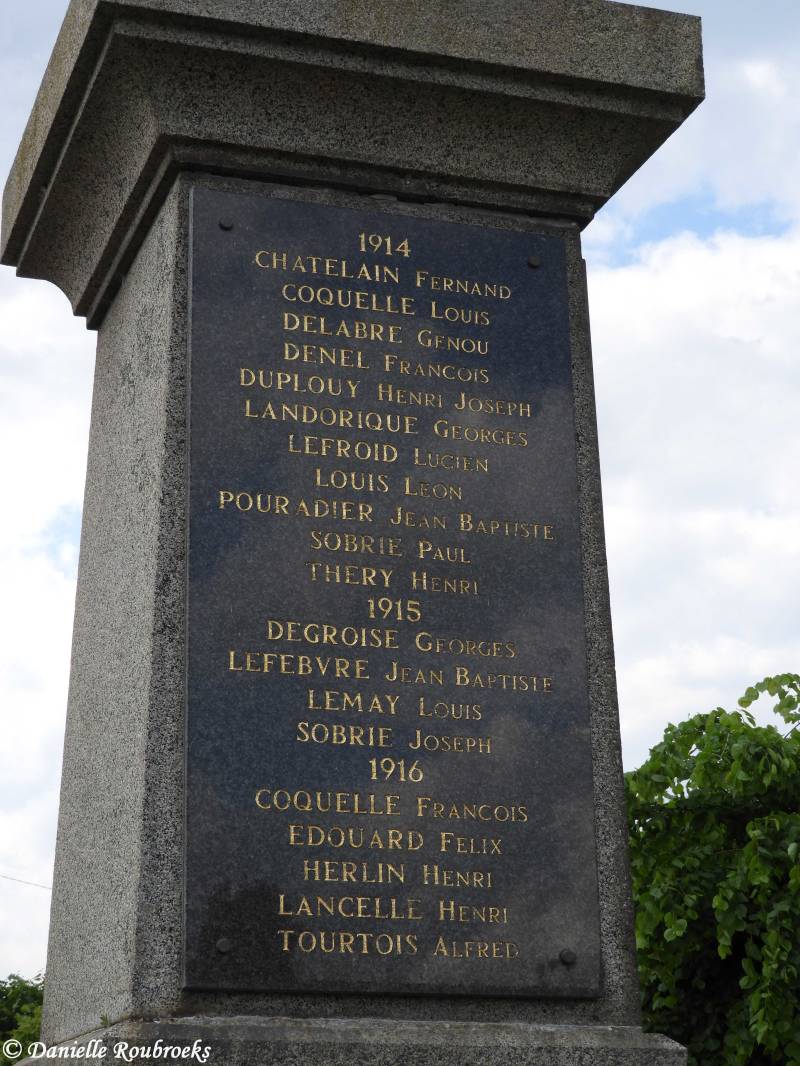 1914
CHATELAIN FERNAND
COQUELLE LOUIS
DELABRE GENOU
DENEL FRANCOIS
DUPLOUY HENRI JOSEPH
LANDORIQUE GEORGES
LEFROID LUCIEN
LOUIS LEON
POURADIER JEAN BAPTISTE
SOBRIE PAUL
THERY HENRI
1915
DEGROISE GEORGES
LEFEBVRE JEAN BAPTISTE
LEMAY LOUIS
SOBRIE JOSEPH
1916
COQUELLE FRANCOIS
EDOUARD FELIX
HERLIN HENRI
LANCELLE HENRI
TOURTOIS ALFRED
© Danielle Roubroeks